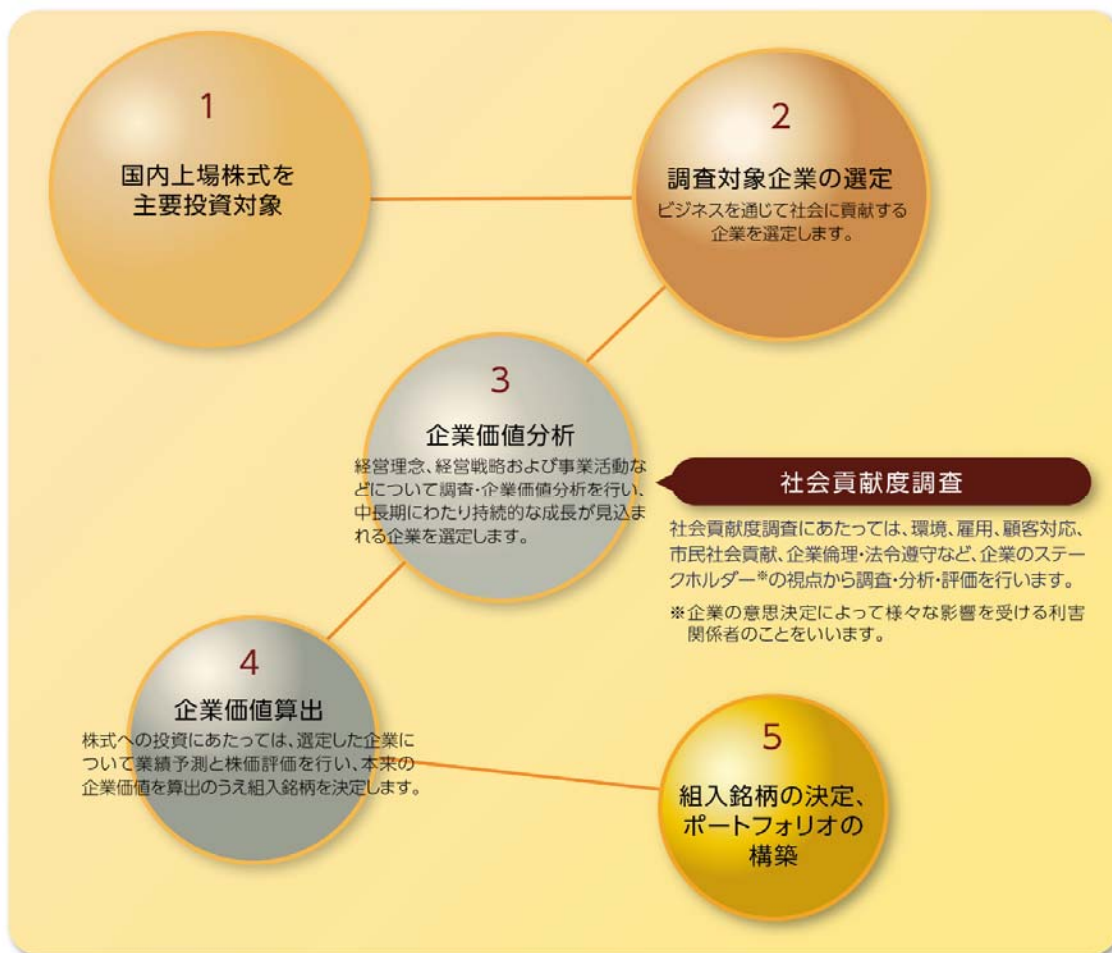 1
国内上場株式を
主要投資対象
2
調査対象企業の選定
ビジネスを通じて社会に貢献する
企業を選定します。
3
企業価値分析
経営理念、経営戦略および事業活動な
どについて調査・企業価値分析を行い、
中長期にわたり持続的な成長が見込ま
れる企業を選定します。
社会貢献度調査
社会貢献度調査にあたっては、環境、雇用、顧客対応、
市民社会貢献、企業倫理・法令遵守など、企業のステー
クホルダー※の視点から調査・分析・評価を行います。
※企業の意思決定によって様々な影響を受ける利害
関係者のことをいいます。
4
企業価値算出
株式への投資にあたっては、選定した企業に
ついて業績予測と株価評価を行い、本来の
企業価値を算出のうえ組入銘柄を決定します。
5
組入銘柄の決定、
ポートフォリオの
構築